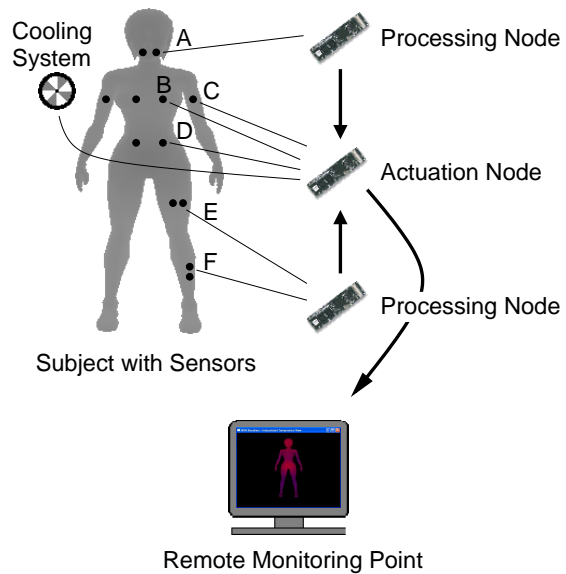 Cooling
System
A
Processing Node
B
C
D
Actuation Node
E
F
Processing Node
Subject with Sensors
Remote Monitoring Point